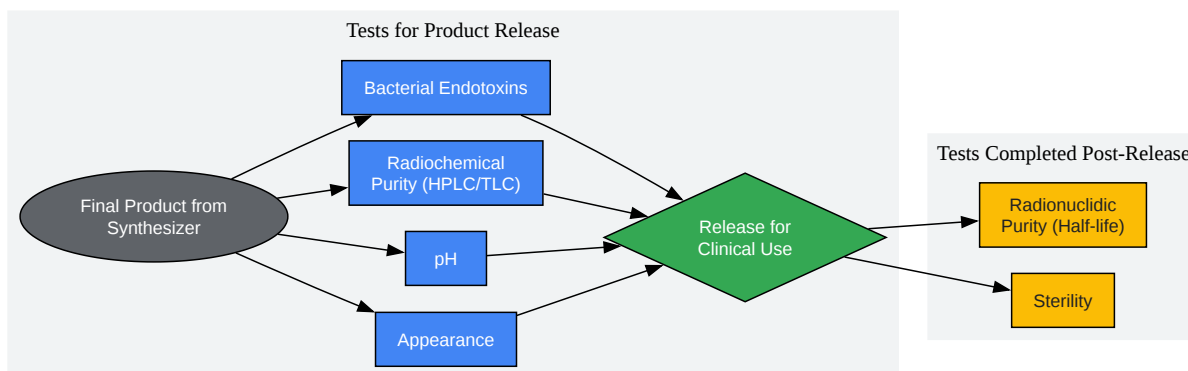 Tests for Product Release
Bacterial Endotoxins
Radiochemical
Purity (HPLC/TLC)
Final Product from
Synthesizer
pH
Appearance
Release for
Clinical Use
Tests Completed Post-Release
Radionuclidic
Purity (Half-life)
Sterility